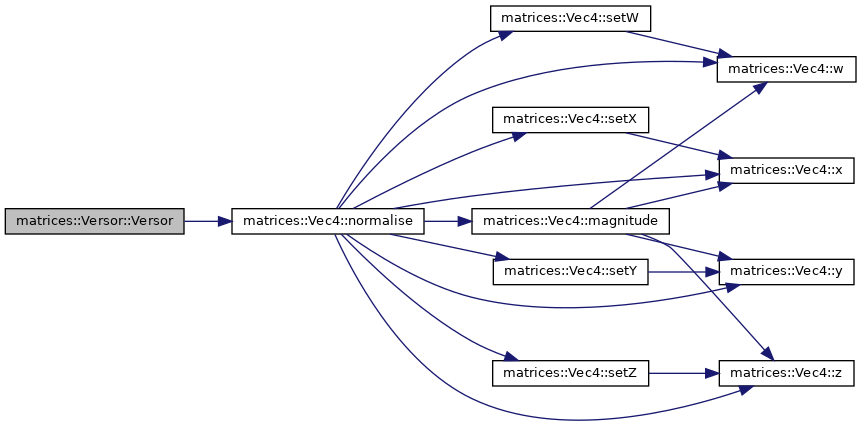 matrices::Vec4::setW
matrices::Vec4::w
matrices::Vec4::setX
matrices::Vec4::x
matrices::Versor::Versor
matrices::Vec4::normalise
matrices::Vec4::magnitude
matrices::Vec4::setY
matrices::Vec4::y
matrices::Vec4::setZ
matrices::Vec4::z